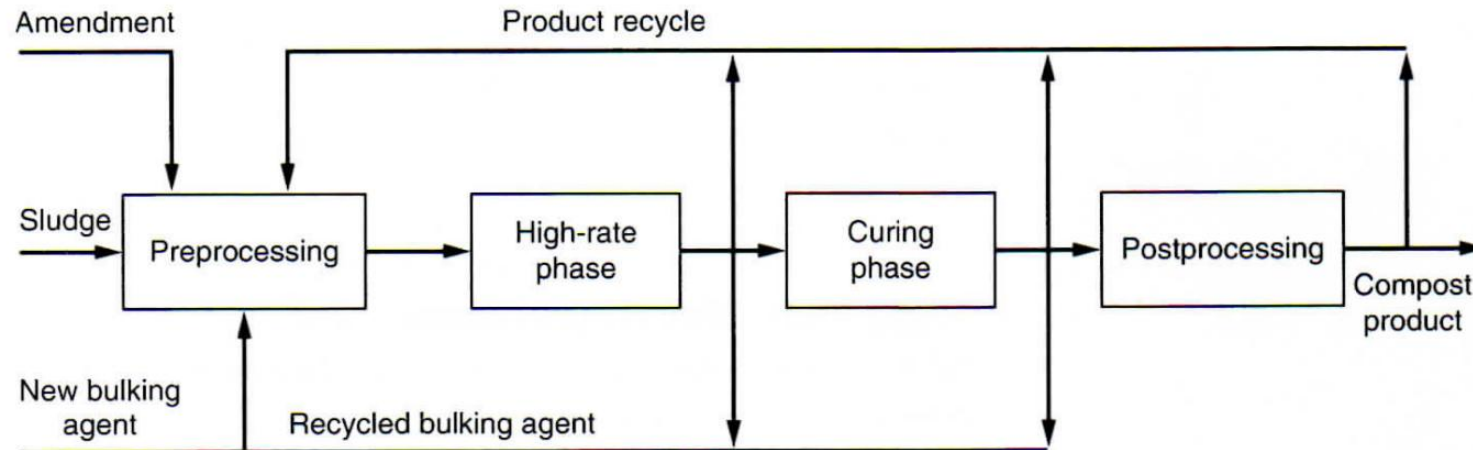 Amendment
Product recycle
Sludge
Preprocessing
High-rate
phase
Curing
phase
Postprocessing
Compost
product
New bulking
agent
Recycled bulking agent